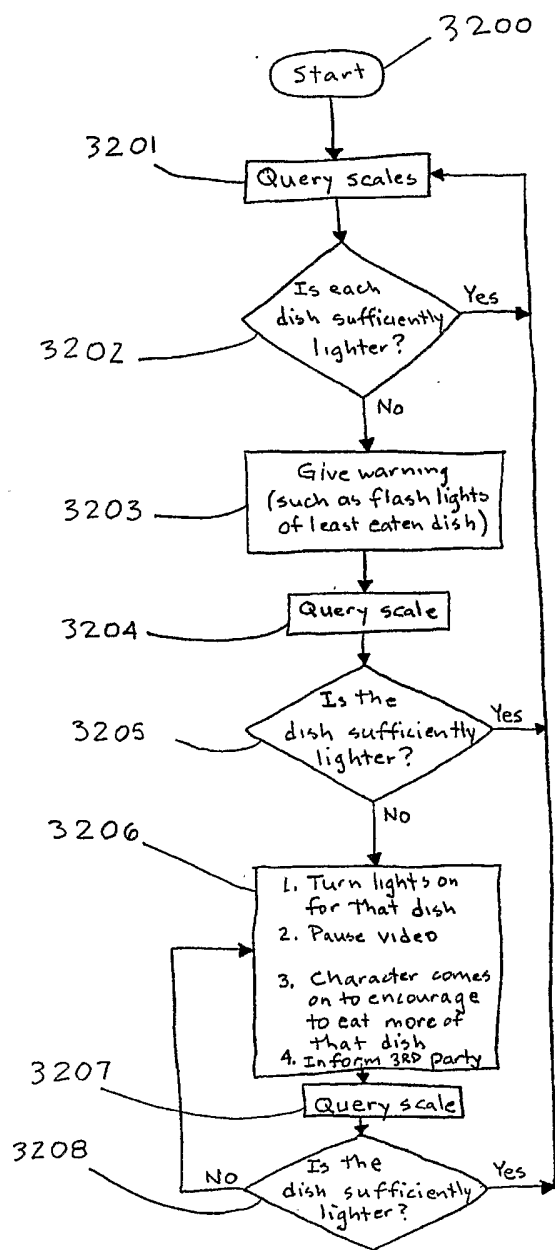 3200
Start
3201
Query scales
Is each
dish sufficiently
lighter?
Yes
3202
No
Give warning
(such as flash lights
of least eaten dish)
3203
Query scale
3204
Is the
dish sufficiently
lighter?
Yes
3205
No
3206
1. Turn lights on
for that dish
2. Pause video
3. Character comes
on to encourage
to eat more of
that dish
4. Inform 3RD party
3207
Query scale
3208
No
Is the
dish sufficiently
lighter?
Yes